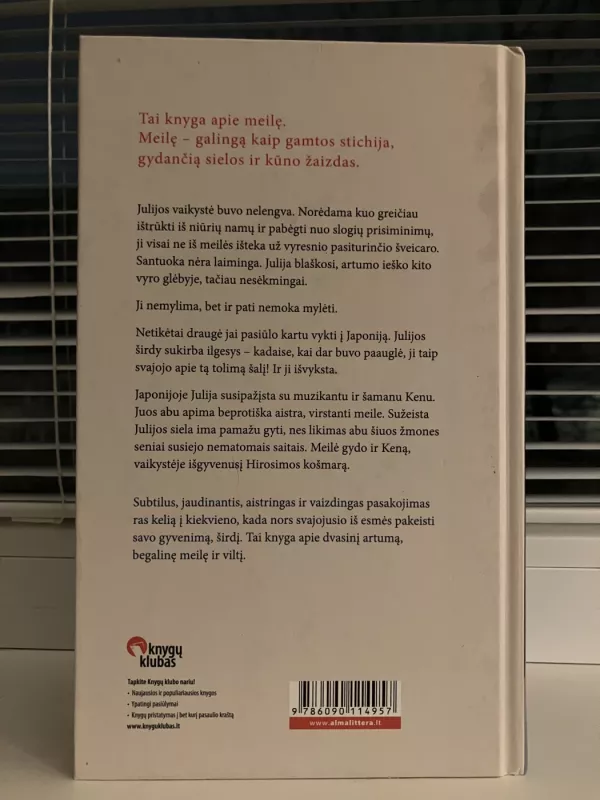 Tai knyga apie meilę.
Meilę – galingą kaip gamtos stichija,
gydančią sielos ir kūno žaizdas.
Julijos vaikystė buvo nelengva. Norėdama kuo greičiau
ištrūkti iš niūrių namų ir pabėgti nuo slogių prisiminimų,
ji visai ne iš meilės išteka už vyresnio pasiturinčio šveicaro.
Santuoka nėra laiminga. Julija blaškosi, artumo ieško kito
vyro glėbyje, tačiau nesėkmingai.
Ji nemylima, bet ir pati nemoka mylėti.
Netikėtai draugė jai pasiūlo kartu vykti į Japoniją. Julijos
širdy sukirba ilgesys – kadaise, kai dar buvo paauglė, ji taip
svajojo apie tą tolimą šalį! Ir ji išvyksta.
Japonijoje Julija susipažįsta su muzikantu ir šamanu Kenu.
Juos abu apima beprotiška aistra, virstanti meile. Sužeista
Julijos siela ima pamažu gyti, nes likimas abu šiuos žmones
seniai susiejo nematomais saitais. Meilė gydo ir Keną,
vaikystėje išgyvenusį Hirosimos košmarą.
Subtilus, jaudinantis, aistringas ir vaizdingas pasakojimas
ras kelią į kiekvieno, kada nors svajojusio iš esmės pakeisti
savo gyvenimą, širdį. Tai knyga apie dvasinį artumą,
begalinę meilę ir viltį.
knygų
klubas
Tapkite Knygų klubo nariu!
• Naujausios ir populiariausios knygos
• Ypatingi pasiūlymai
• Knygų pristatymas į bet kurį pasaulio kraštą
www.knyguklubas.lt
9 786090 114957
www.almalittera.lt